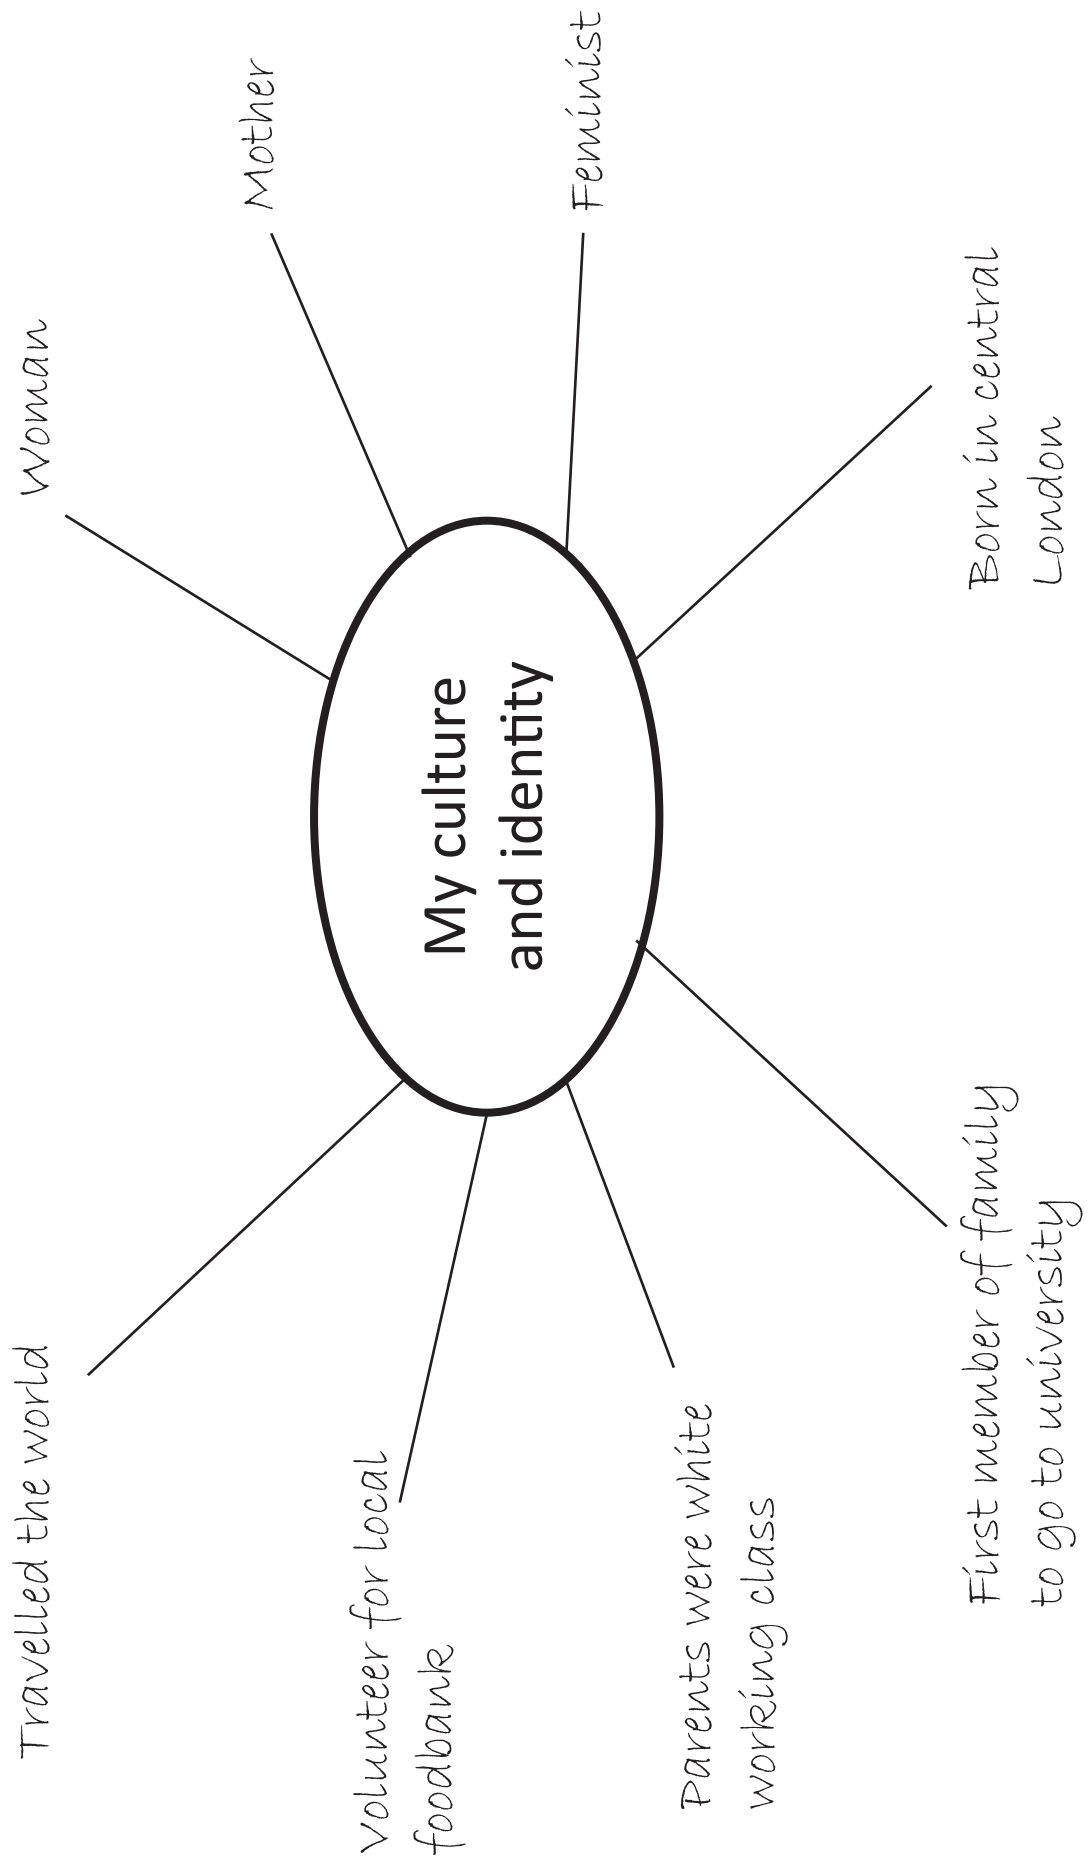 Travelled the world
Woman
Mother
Volunteer for local
foodbank
My culture
and identity
Feminist
Parents were white
working class
First member of family
to go to university
Born in central
London